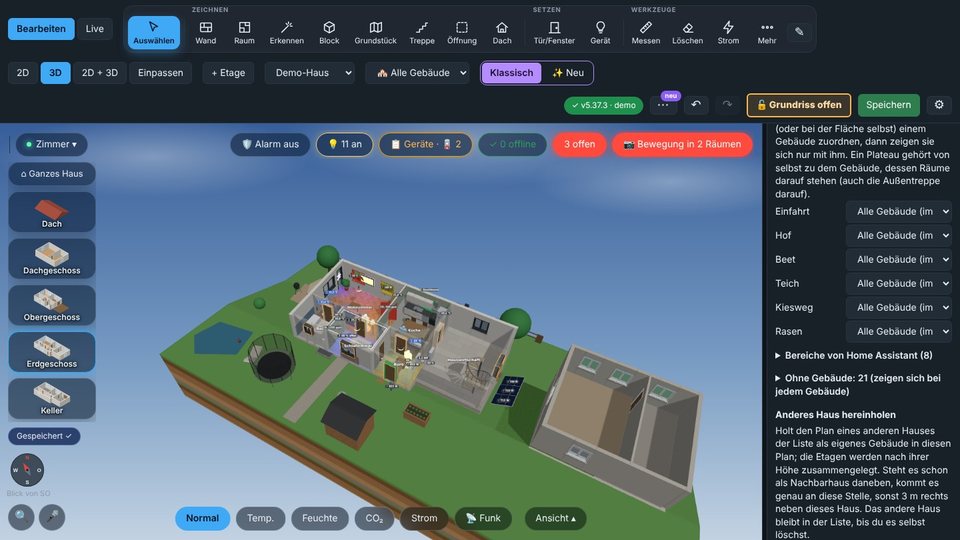 ZEICHNEN
SETZEN
WERKZEUGE
Bearbeiten
Live
Auswählen
Wand
Raum
Erkennen
Block
Grundstück
Treppe
Öffnung
Dach
Tür/Fenster
Gerät
Messen
Löschen
Strom
Mehr
2D
3D
2D + 3D
Einpassen
+ Etage
Demo-Haus
Alle Gebäude
Klassisch
Neu
✓ v5.37.3 · demo
neu
Grundriss offen
Speichern
Zimmer ▾
Alarm aus
11 an
Geräte · 2
✓ 0 offline
3 offen
Bewegung in 2 Räumen
⌂ Ganzes Haus
Dach
Dachgeschoss
Obergeschoss
Erdgeschoss
Keller
Gespeichert ✓
N
W
O
S
Blick von SO
Küche
Normal
Temp.
Feuchte
CO₂
Strom
Funk
Ansicht ▴
(oder bei der Fläche selbst) einem
Gebäude zuordnen, dann zeigen sie
sich nur mit ihm. Ein Plateau gehört von
selbst zu dem Gebäude, dessen Räume
darauf stehen (auch die Außentreppe
darauf).
Einfahrt
Alle Gebäude (im
Hof
Alle Gebäude (im
Beet
Alle Gebäude (im
Teich
Alle Gebäude (im
Kiesweg
Alle Gebäude (im
Rasen
Alle Gebäude (im
▶ Bereiche von Home Assistant (8)
▶ Ohne Gebäude: 21 (zeigen sich bei
jedem Gebäude)
Anderes Haus hereinholen
Holt den Plan eines anderen Hauses
der Liste als eigenes Gebäude in diesen
Plan; die Etagen werden nach ihrer
Höhe zusammengelegt. Steht es schon
als Nachbarhaus daneben, kommt es
genau an diese Stelle, sonst 3 m rechts
neben dieses Haus. Das andere Haus
bleibt in der Liste, bis du es selbst
löschst.